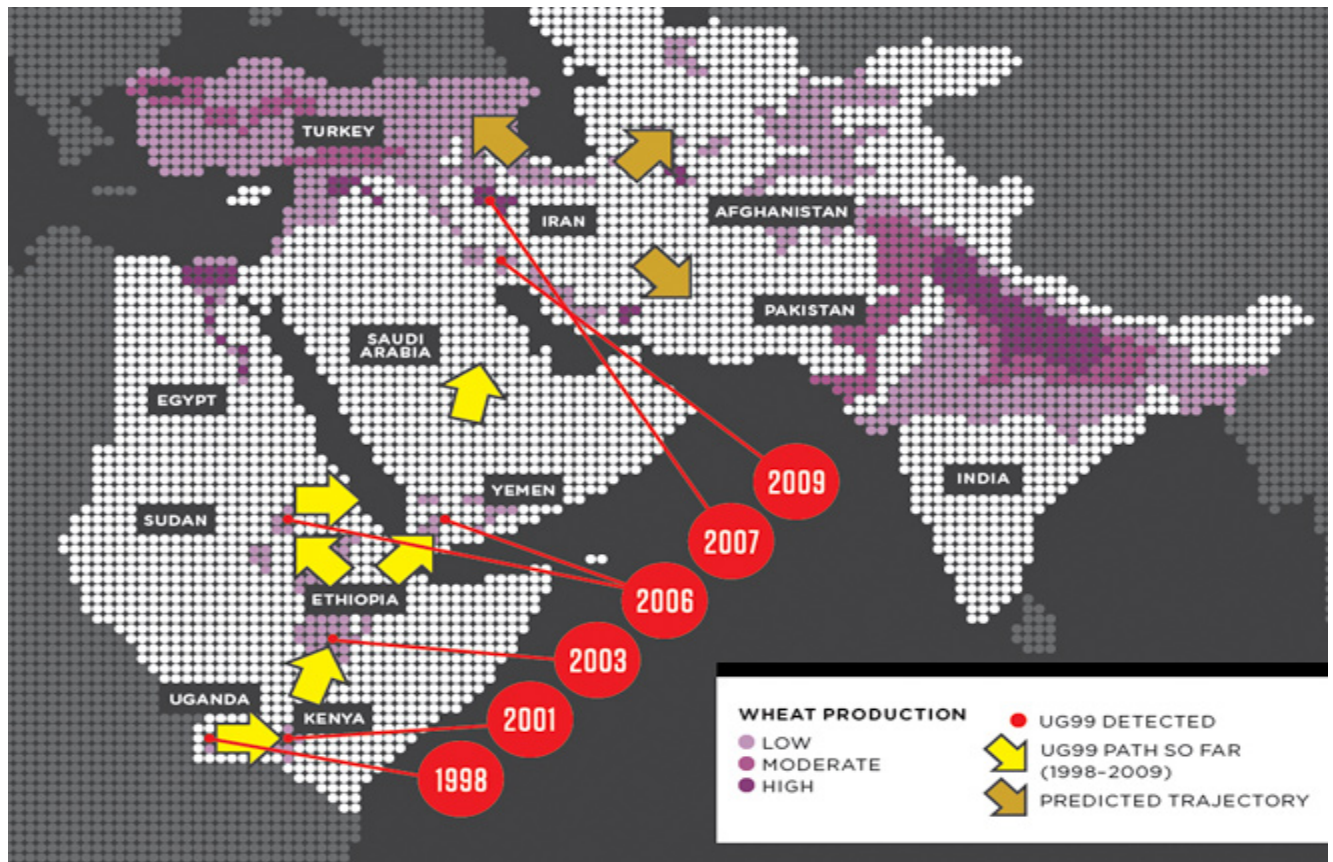 TURKEY
IRAN
AFGHANISTAN
PAKISTAN
SAUDI
ARABIA
EGYPT
YEMEN
INDIA
SUDAN
ETHIOPIA
UGANDA
KENYA
2009
2007
2006
2003
2001
1998
WHEAT PRODUCTION
LOW
MODERATE
HIGH
UG99 DETECTED
UG99 PATH SO FAR
(1998–2009)
PREDICTED TRAJECTORY